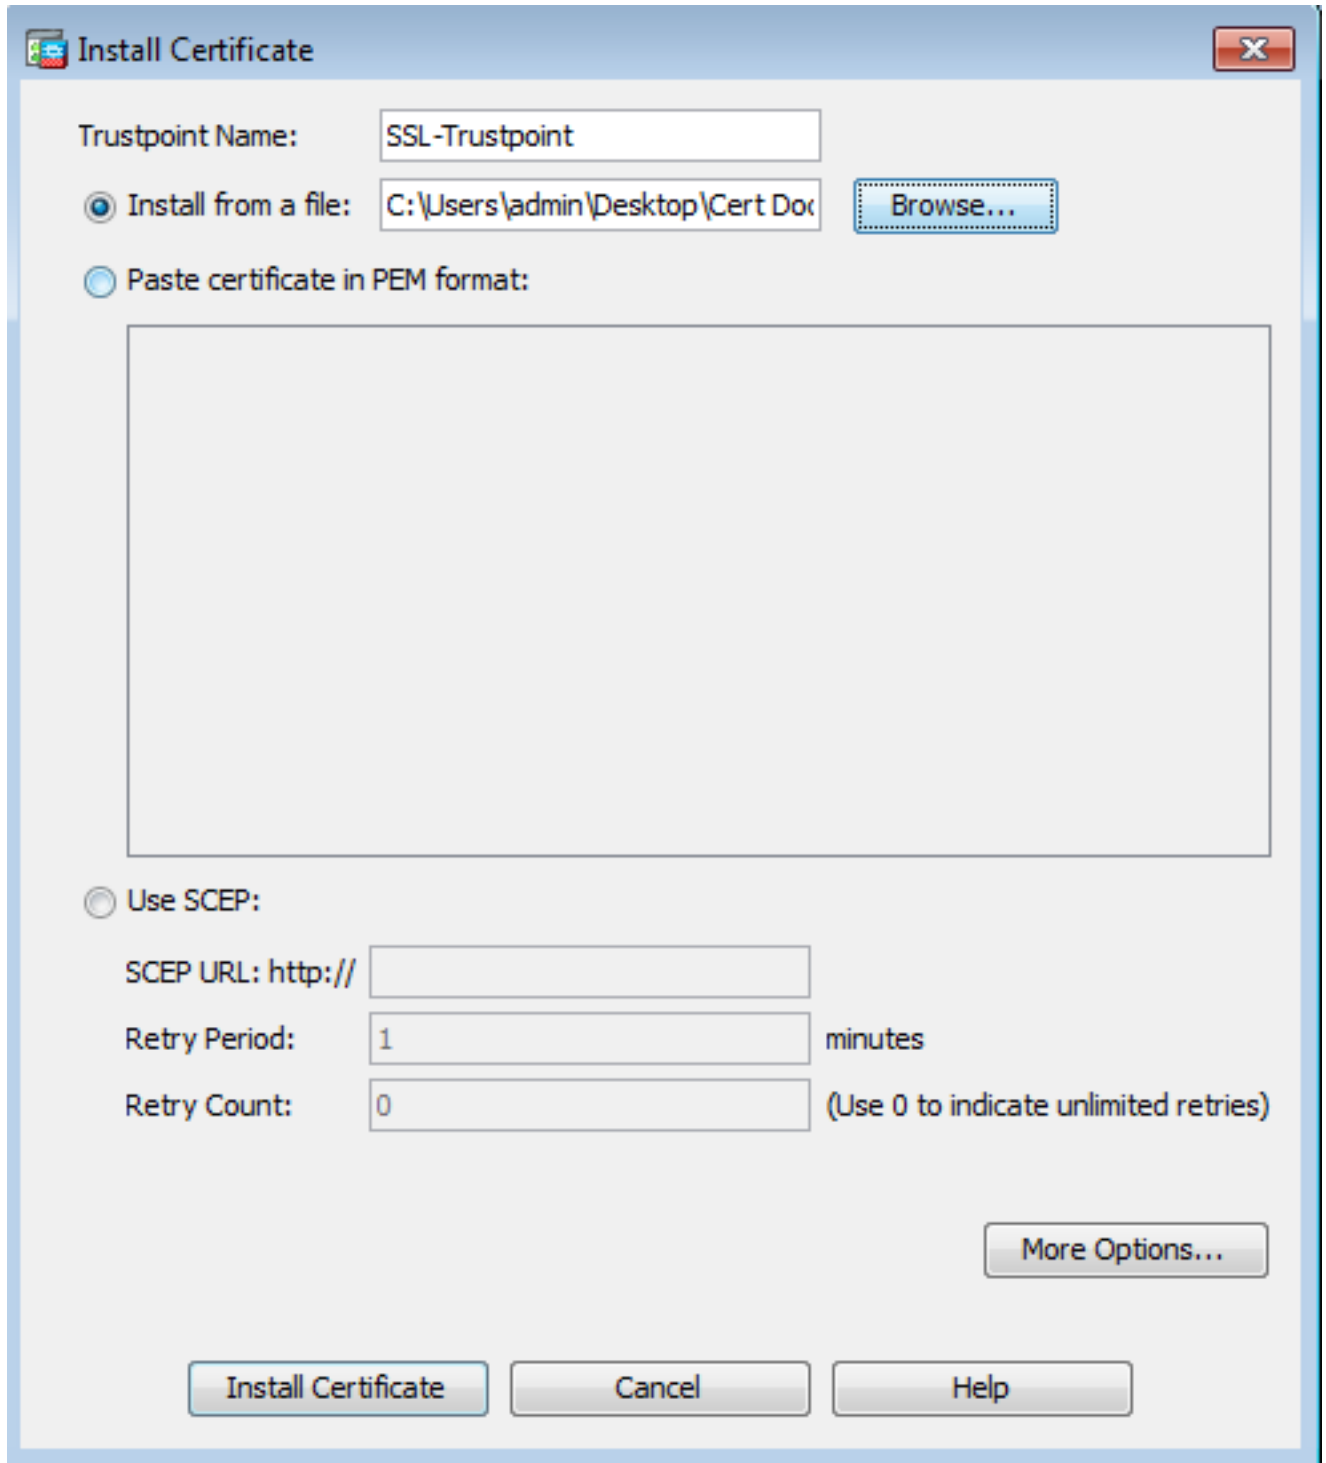 Install Certificate
Trustpoint Name: SSL-Trustpoint
Install from a file: C:\Users\admin\Desktop\Cert Doc Browse...
Paste certificate in PEM format:
Use SCEP:
SCEP URL: http://
Retry Period: 1 minutes
Retry Count: 0 (Use 0 to indicate unlimited retries)
More Options...
Install Certificate Cancel Help